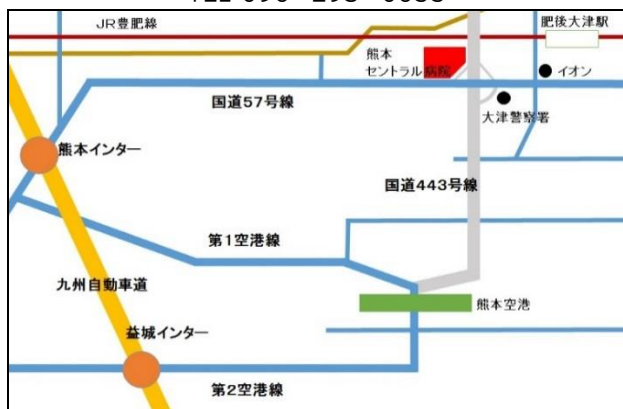 JR豊肥線
肥後大津駅
熊本
セントラル病院
イオン
国道57号線
大津警察署
熊本インター
国道443号線
第1空港線
九州自動車道
熊本空港
益城インター
第2空港線